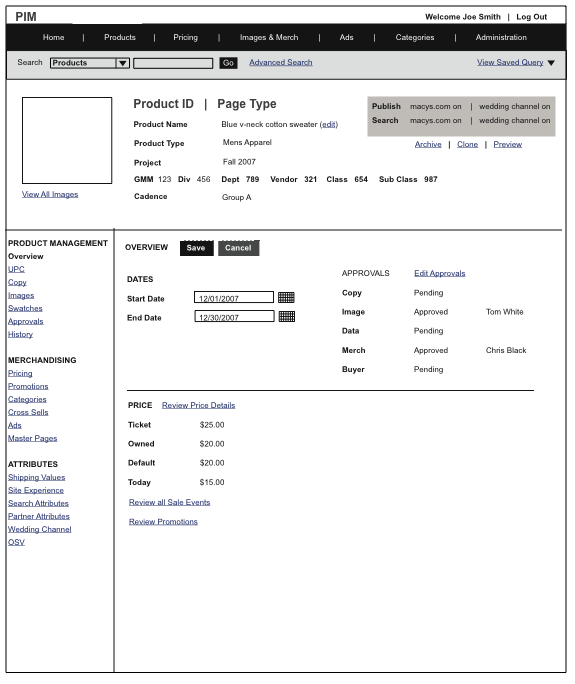 PIM
Welcome Joe Smith | Log Out
Home | Products | Pricing | Images & Merch | Ads | Categories | Administration
Search Products Go Advanced Search View Saved Query
Product ID | Page Type
Publish macys.com on | wedding channel on
Search macys.com on | wedding channel on
Product Name Blue v-neck cotton sweater (edit)
Product Type Mens Apparel
Archive | Clone | Preview
Project Fall 2007
GMM 123 Div 456 Dept 789 Vendor 321 Class 654 Sub Class 987
View All Images
Cadence Group A
PRODUCT MANAGEMENT
Overview
UPC
Copy
Images
Swatches
Approvals
History
MERCHANDISING
Pricing
Promotions
Categories
Cross Sells
Ads
Master Pages
ATTRIBUTES
Shipping Values
Site Experience
Search Attributes
Partner Attributes
Wedding Channel
OSV
OVERVIEW Save Cancel
DATES
Start Date 12/01/2007
End Date 12/30/2007
APPROVALS Edit Approvals
Copy Pending
Image Approved Tom White
Data Pending
Merch Approved Chris Black
Buyer Pending
PRICE Review Price Details
Ticket $25.00
Owned $20.00
Default $20.00
Today $15.00
Review all Sale Events
Review Promotions